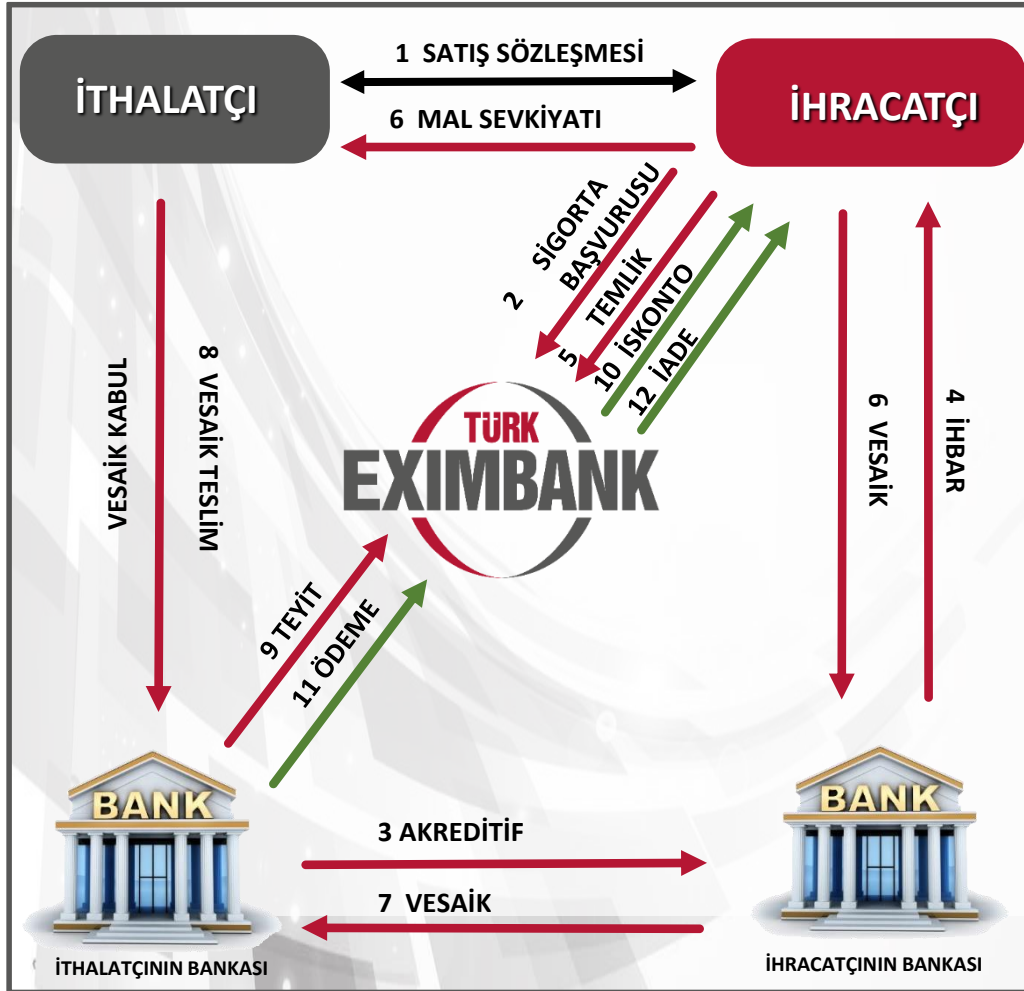 1 SATIŞ SÖZLEŞMESİ
İTHALATÇI
İHRACATÇI
6 MAL SEVKİYATI
2 SİGORTA
BAŞVURUSU
5 TEMLİK
10 İSKONTO
12 İADE
VESAİK KABUL
8 VESAİK TESLİM
6 VESAİK
4 İHBAR
TÜRK
EXIMBANK
9 TEYİT
11 ÖDEME
BANK
BANK
3 AKREDİTİF
7 VESAİK
İTHALATÇININ BANKASI
İHRACATÇININ BANKASI